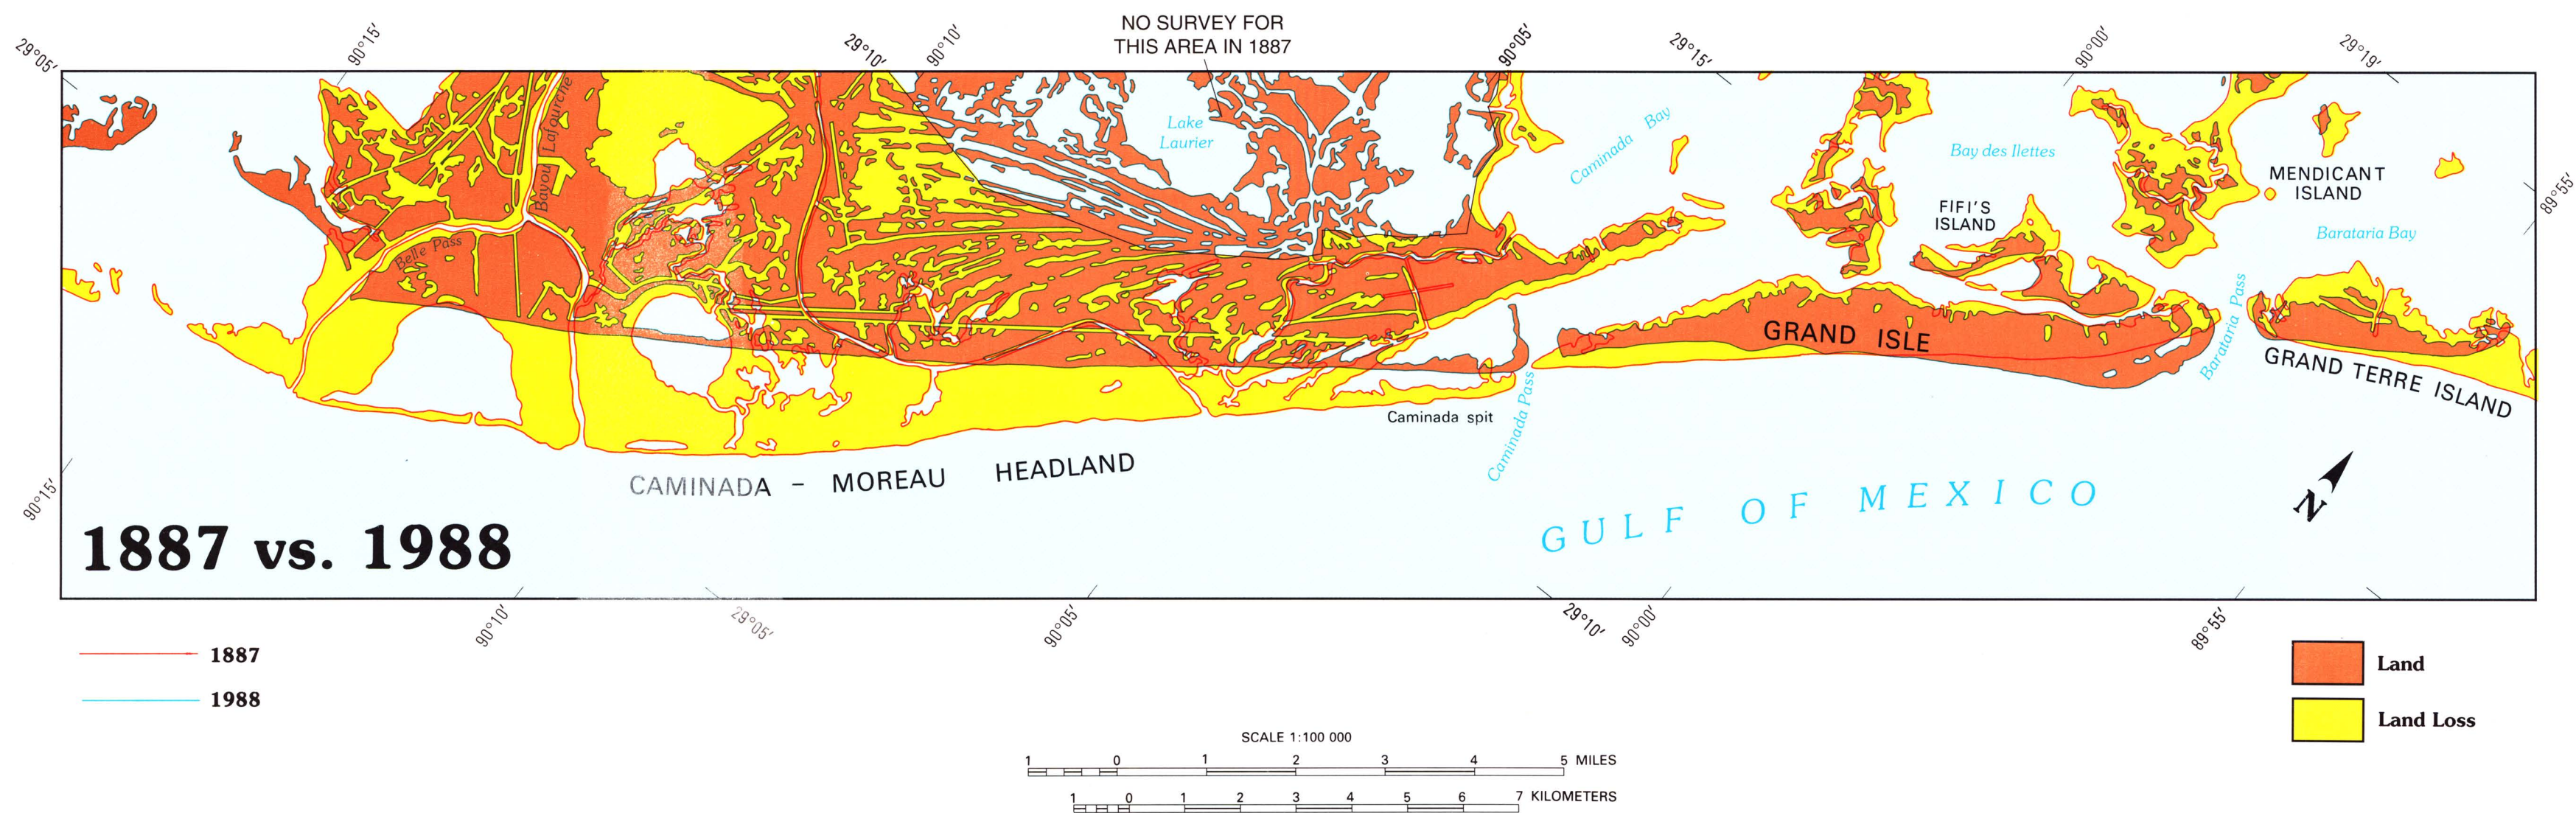 NO SURVEY FOR
THIS AREA IN 1887
29°05′
90°15′
29°10′
90°10′
90°05′
29°15′
90°00′
29°19′
Bayou Lafourche
Lake
Laurier
Caminada Bay
Bay des Ilettes
MENDICANT
ISLAND
89°55′
FIFI'S
ISLAND
Barataria Bay
Belle Pass
Barataria Pass
GRAND ISLE
GRAND TERRE ISLAND
Caminada spit
Caminada Pass
CAMINADA – MOREAU HEADLAND
90°15′
GULF OF MEXICO
N
1887 vs. 1988
90°10′
29°05′
90°05′
29°10′
90°00′
89°55′
1887
1988
Land
Land Loss
SCALE 1:100 000
1 0 1 2 3 4 5 MILES
1 0 1 2 3 4 5 6 7 KILOMETERS